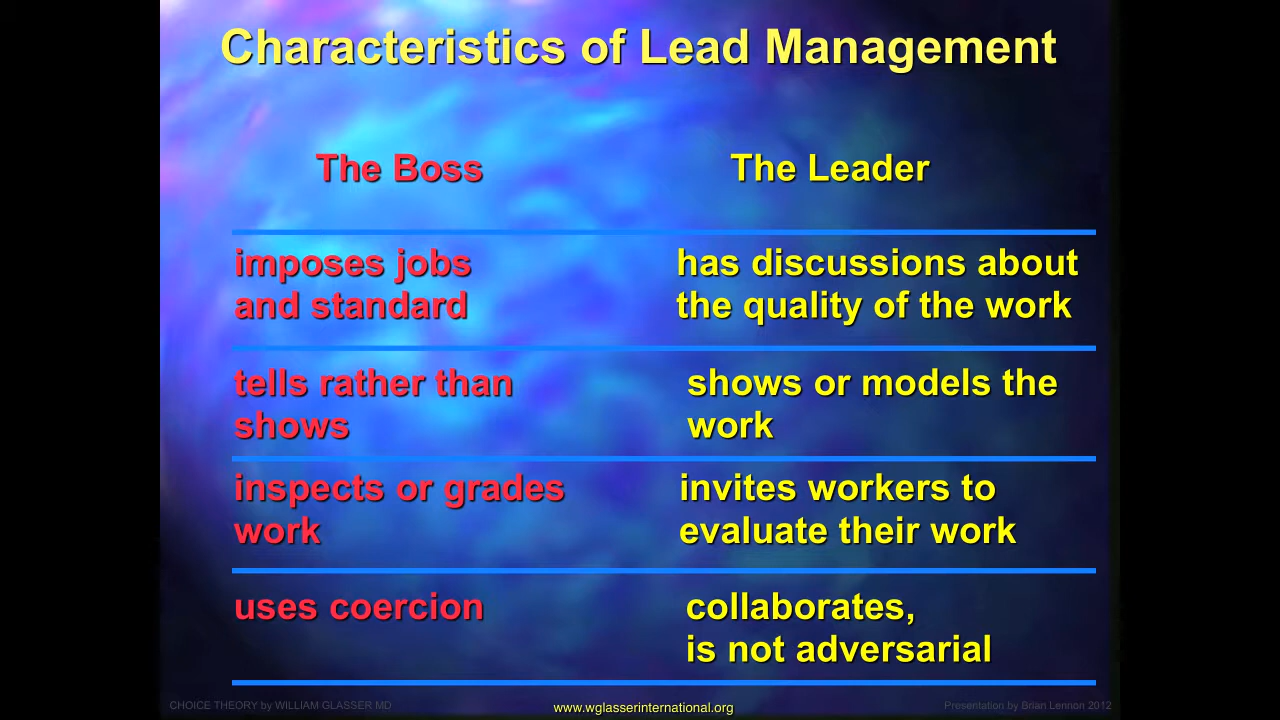 Characteristics of Lead Management
The Boss
The Leader
imposes jobs
and standard
has discussions about
the quality of the work
tells rather than
shows
shows or models the
work
inspects or grades
work
invites workers to
evaluate their work
uses coercion
collaborates,
is not adversarial
CHOICE THEORY by WILLIAM GLASSER MD
www.wglasserinternational.org
Presentation by Brian Lennon 2012